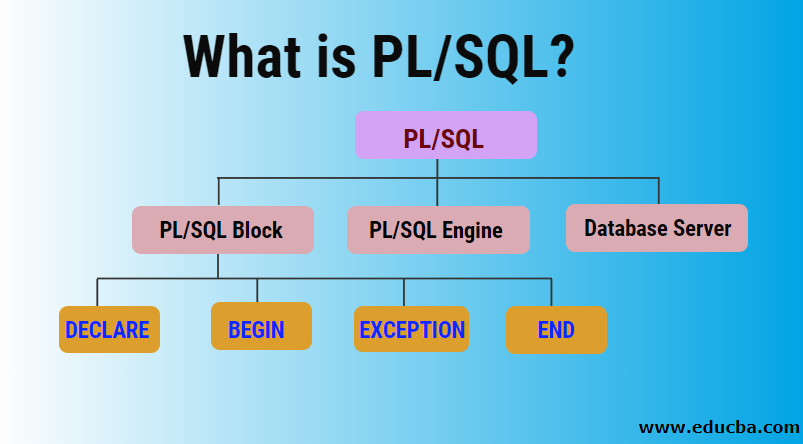 What is PL/SQL?
PL/SQL
PL/SQL Block
PL/SQL Engine
Database Server
DECLARE
BEGIN
EXCEPTION
END
www.educba.com